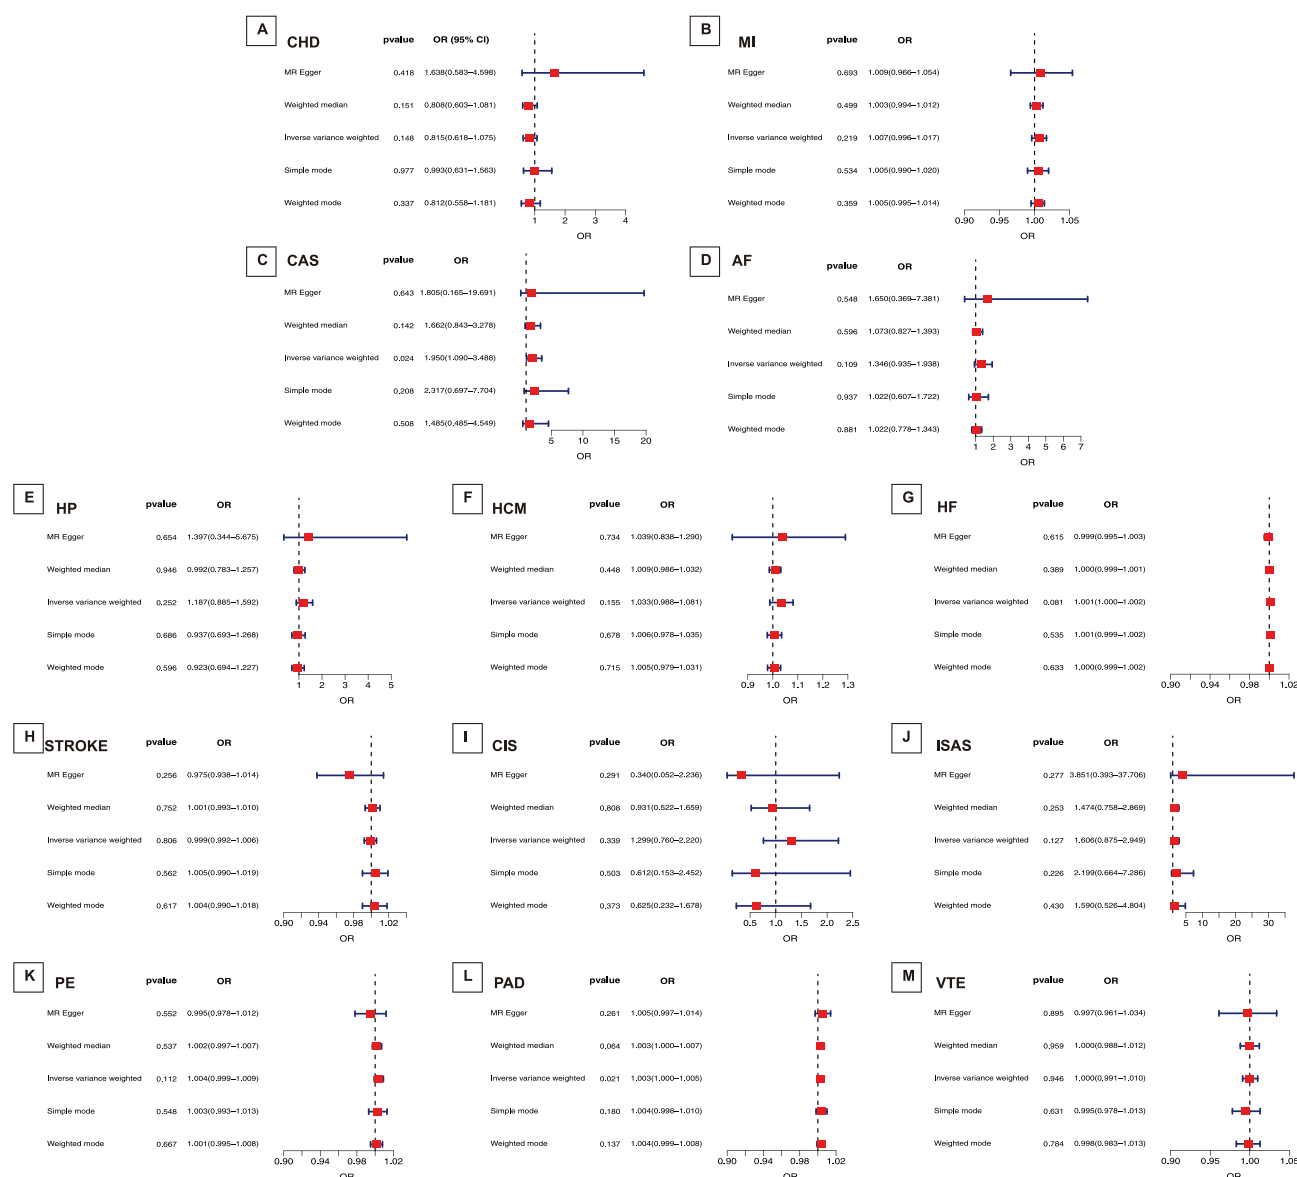 A CHD pvalue OR (95% CI)
MR Egger 0.418 1.638(0.583–4.598)
Weighted median 0.151 0.808(0.603–1.081)
Inverse variance weighted 0.148 0.815(0.618–1.075)
Simple mode 0.977 0.993(0.631–1.563)
Weighted mode 0.337 0.812(0.558–1.181)
1 2 3 4
OR
B MI pvalue OR
MR Egger 0.693 1.009(0.966–1.054)
Weighted median 0.499 1.003(0.994–1.012)
Inverse variance weighted 0.219 1.007(0.996–1.017)
Simple mode 0.534 1.005(0.990–1.020)
Weighted mode 0.359 1.005(0.995–1.014)
0.90 0.95 1.00 1.05
OR
C CAS pvalue OR
MR Egger 0.643 1.805(0.165–19.691)
Weighted median 0.142 1.662(0.843–3.278)
Inverse variance weighted 0.024 1.950(1.090–3.488)
Simple mode 0.208 2.317(0.697–7.704)
Weighted mode 0.508 1.485(0.485–4.549)
5 10 15 20
OR
D AF pvalue OR
MR Egger 0.548 1.650(0.369–7.381)
Weighted median 0.596 1.073(0.827–1.393)
Inverse variance weighted 0.109 1.346(0.935–1.938)
Simple mode 0.937 1.022(0.607–1.722)
Weighted mode 0.881 1.022(0.778–1.343)
1 2 3 4 5 6 7
OR
E HP pvalue OR
MR Egger 0.654 1.397(0.344–5.675)
Weighted median 0.946 0.992(0.783–1.257)
Inverse variance weighted 0.252 1.187(0.885–1.592)
Simple mode 0.686 0.937(0.693–1.268)
Weighted mode 0.596 0.923(0.694–1.227)
1 2 3 4 5
OR
F HCM pvalue OR
MR Egger 0.734 1.039(0.838–1.290)
Weighted median 0.448 1.009(0.986–1.032)
Inverse variance weighted 0.155 1.033(0.988–1.081)
Simple mode 0.678 1.006(0.978–1.035)
Weighted mode 0.715 1.005(0.979–1.031)
0.9 1.0 1.1 1.2 1.3
OR
G HF pvalue OR
MR Egger 0.615 0.999(0.995–1.003)
Weighted median 0.389 1.000(0.999–1.001)
Inverse variance weighted 0.081 1.001(1.000–1.002)
Simple mode 0.535 1.001(0.999–1.002)
Weighted mode 0.633 1.000(0.999–1.002)
0.90 0.94 0.98 1.02
OR
H STROKE pvalue OR
MR Egger 0.256 0.975(0.938–1.014)
Weighted median 0.752 1.001(0.993–1.010)
Inverse variance weighted 0.806 0.999(0.992–1.006)
Simple mode 0.562 1.005(0.990–1.019)
Weighted mode 0.617 1.004(0.990–1.018)
0.90 0.94 0.98 1.02
OR
I CIS pvalue OR
MR Egger 0.291 0.340(0.052–2.236)
Weighted median 0.808 0.931(0.522–1.659)
Inverse variance weighted 0.339 1.299(0.760–2.220)
Simple mode 0.503 0.612(0.153–2.452)
Weighted mode 0.373 0.625(0.232–1.678)
0.5 1.0 1.5 2.0 2.5
OR
J ISAS pvalue OR
MR Egger 0.277 3.851(0.393–37.706)
Weighted median 0.253 1.474(0.758–2.869)
Inverse variance weighted 0.127 1.606(0.875–2.949)
Simple mode 0.226 2.199(0.664–7.286)
Weighted mode 0.430 1.590(0.526–4.804)
5 10 20 30
OR
K PE pvalue OR
MR Egger 0.552 0.995(0.978–1.012)
Weighted median 0.537 1.002(0.997–1.007)
Inverse variance weighted 0.112 1.004(0.999–1.009)
Simple mode 0.548 1.003(0.993–1.013)
Weighted mode 0.667 1.001(0.995–1.008)
0.90 0.94 0.98 1.02
OR
L PAD pvalue OR
MR Egger 0.261 1.005(0.997–1.014)
Weighted median 0.064 1.003(1.000–1.007)
Inverse variance weighted 0.021 1.003(1.000–1.005)
Simple mode 0.180 1.004(0.998–1.010)
Weighted mode 0.137 1.004(0.999–1.008)
0.90 0.94 0.98 1.02
OR
M VTE pvalue OR
MR Egger 0.895 0.997(0.961–1.034)
Weighted median 0.959 1.000(0.988–1.012)
Inverse variance weighted 0.946 1.000(0.991–1.010)
Simple mode 0.631 0.995(0.978–1.013)
Weighted mode 0.784 0.998(0.983–1.013)
0.90 0.95 1.00 1.05
OR